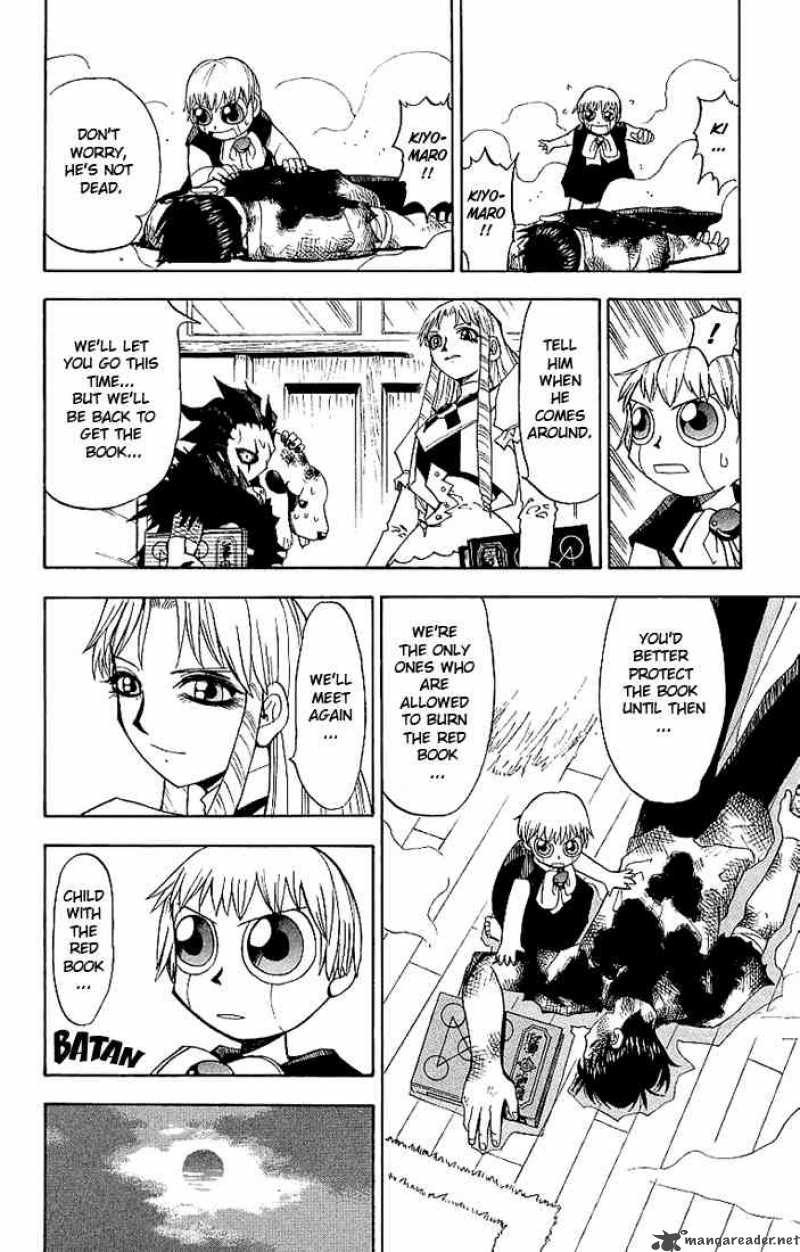 KI
...
KIYO-
MARO
!!
KIYO-
MARO
!!
DON'T
WORRY,
HE'S NOT
DEAD.
!
TELL
HIM
WHEN
HE
COMES
AROUND.
WE'LL LET
YOU GO THIS
TIME...
BUT WE'LL
BE BACK TO
GET THE
BOOK...
YOU'D
BETTER
PROTECT
THE BOOK
UNTIL THEN
...
WE'RE
THE ONLY
ONES WHO
ARE
ALLOWED
TO BURN
THE RED
BOOK
...
WE'LL
MEET
AGAIN
...
CHILD
WITH
THE
RED
BOOK
...
BATAN
mangareader.net